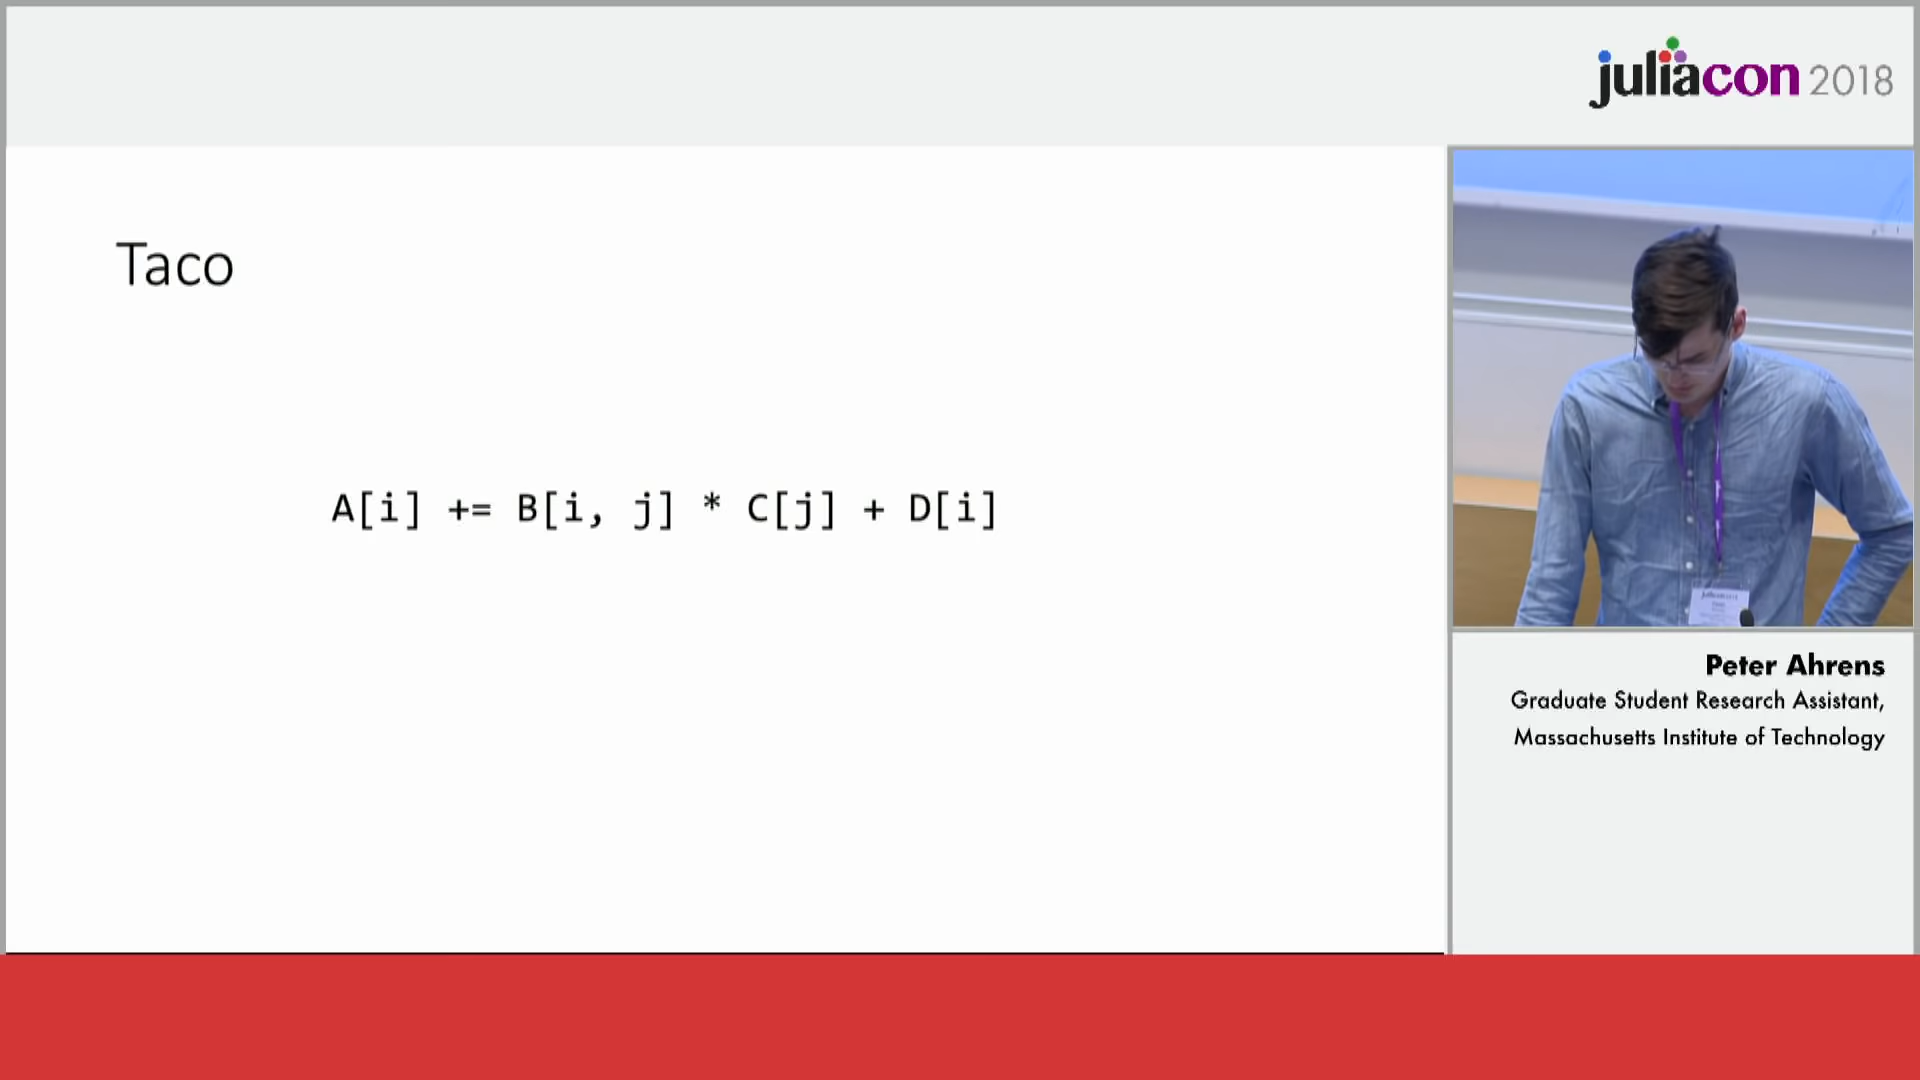 juliacon 2018
Taco
A[i] += B[i, j] * C[j] + D[i]
Peter Ahrens
Graduate Student Research Assistant,
Massachusetts Institute of Technology